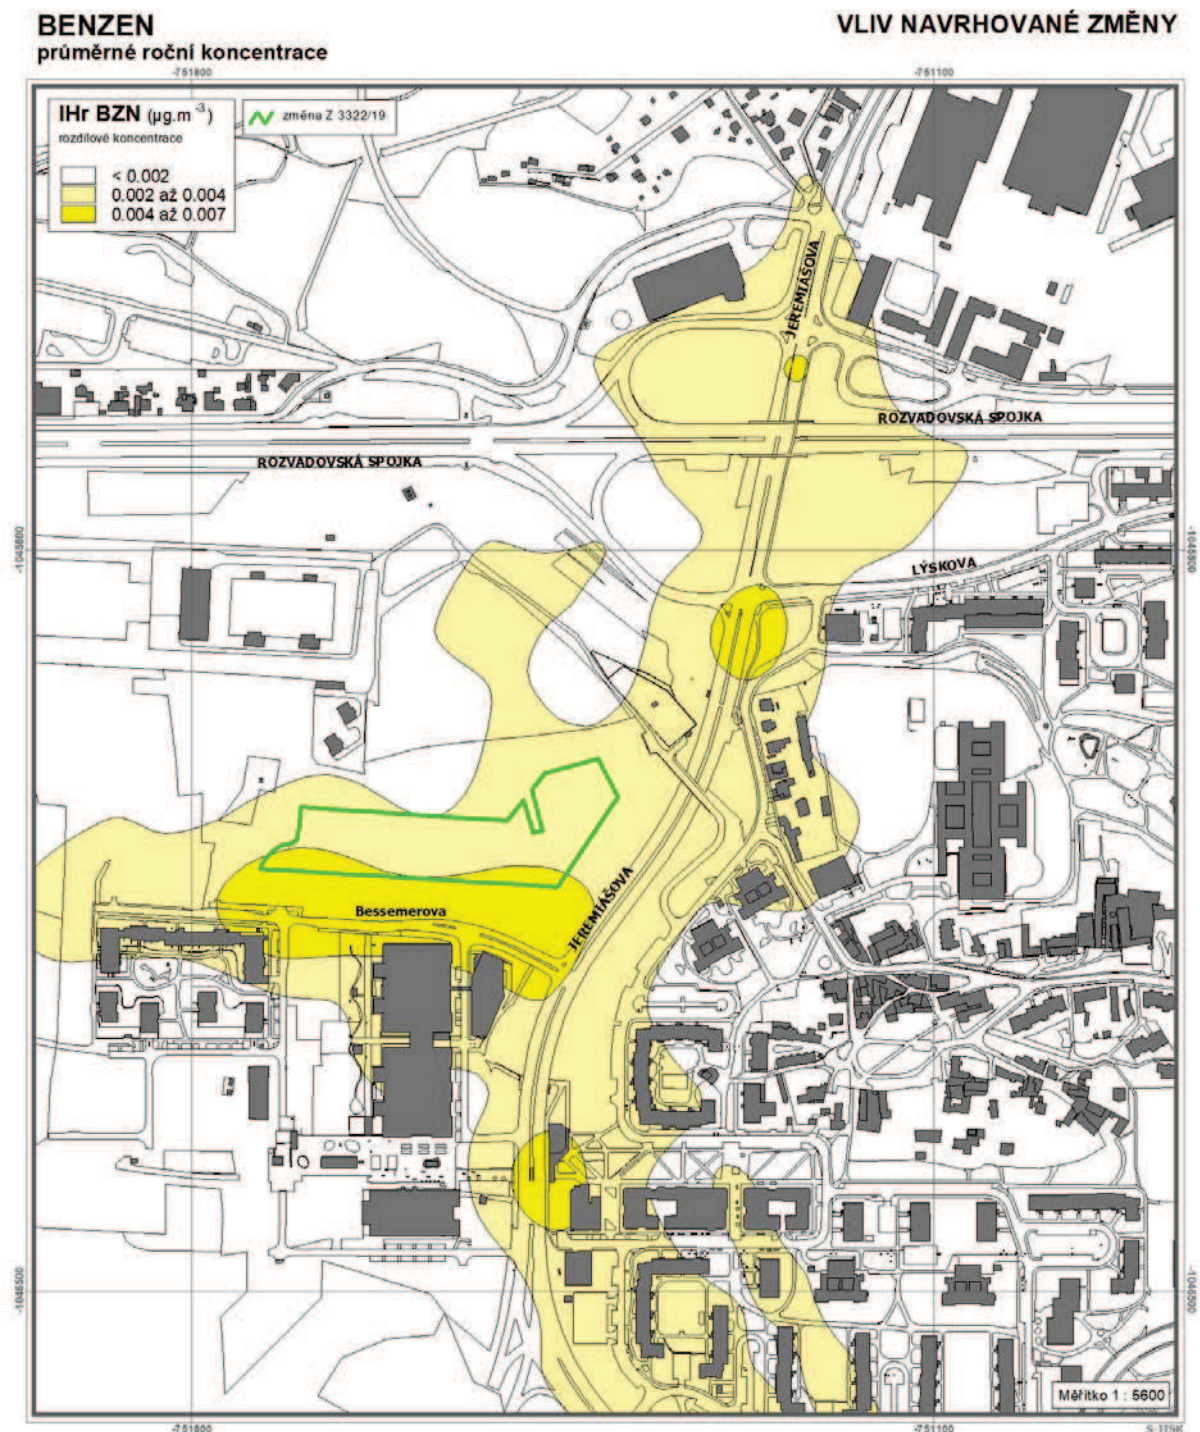 BENZEN
průměrné roční koncentrace
VLIV NAVRHOVANÉ ZMĚNY
-751800
-751100
IHr BZN (µg.m⁻³)
rozdílové koncentrace
< 0.002
0.002 až 0.004
0.004 až 0.007
změna Z 3322/19
JEREMIÁŠOVA
ROZVADOVSKÁ SPOJKA
ROZVADOVSKÁ SPOJKA
-1045800
-1045800
LÝSKOVA
Bessemerova
JEREMIÁŠOVA
-1046500
-1046500
Měřítko 1 : 5600
-751800
-751100
S-JTSK